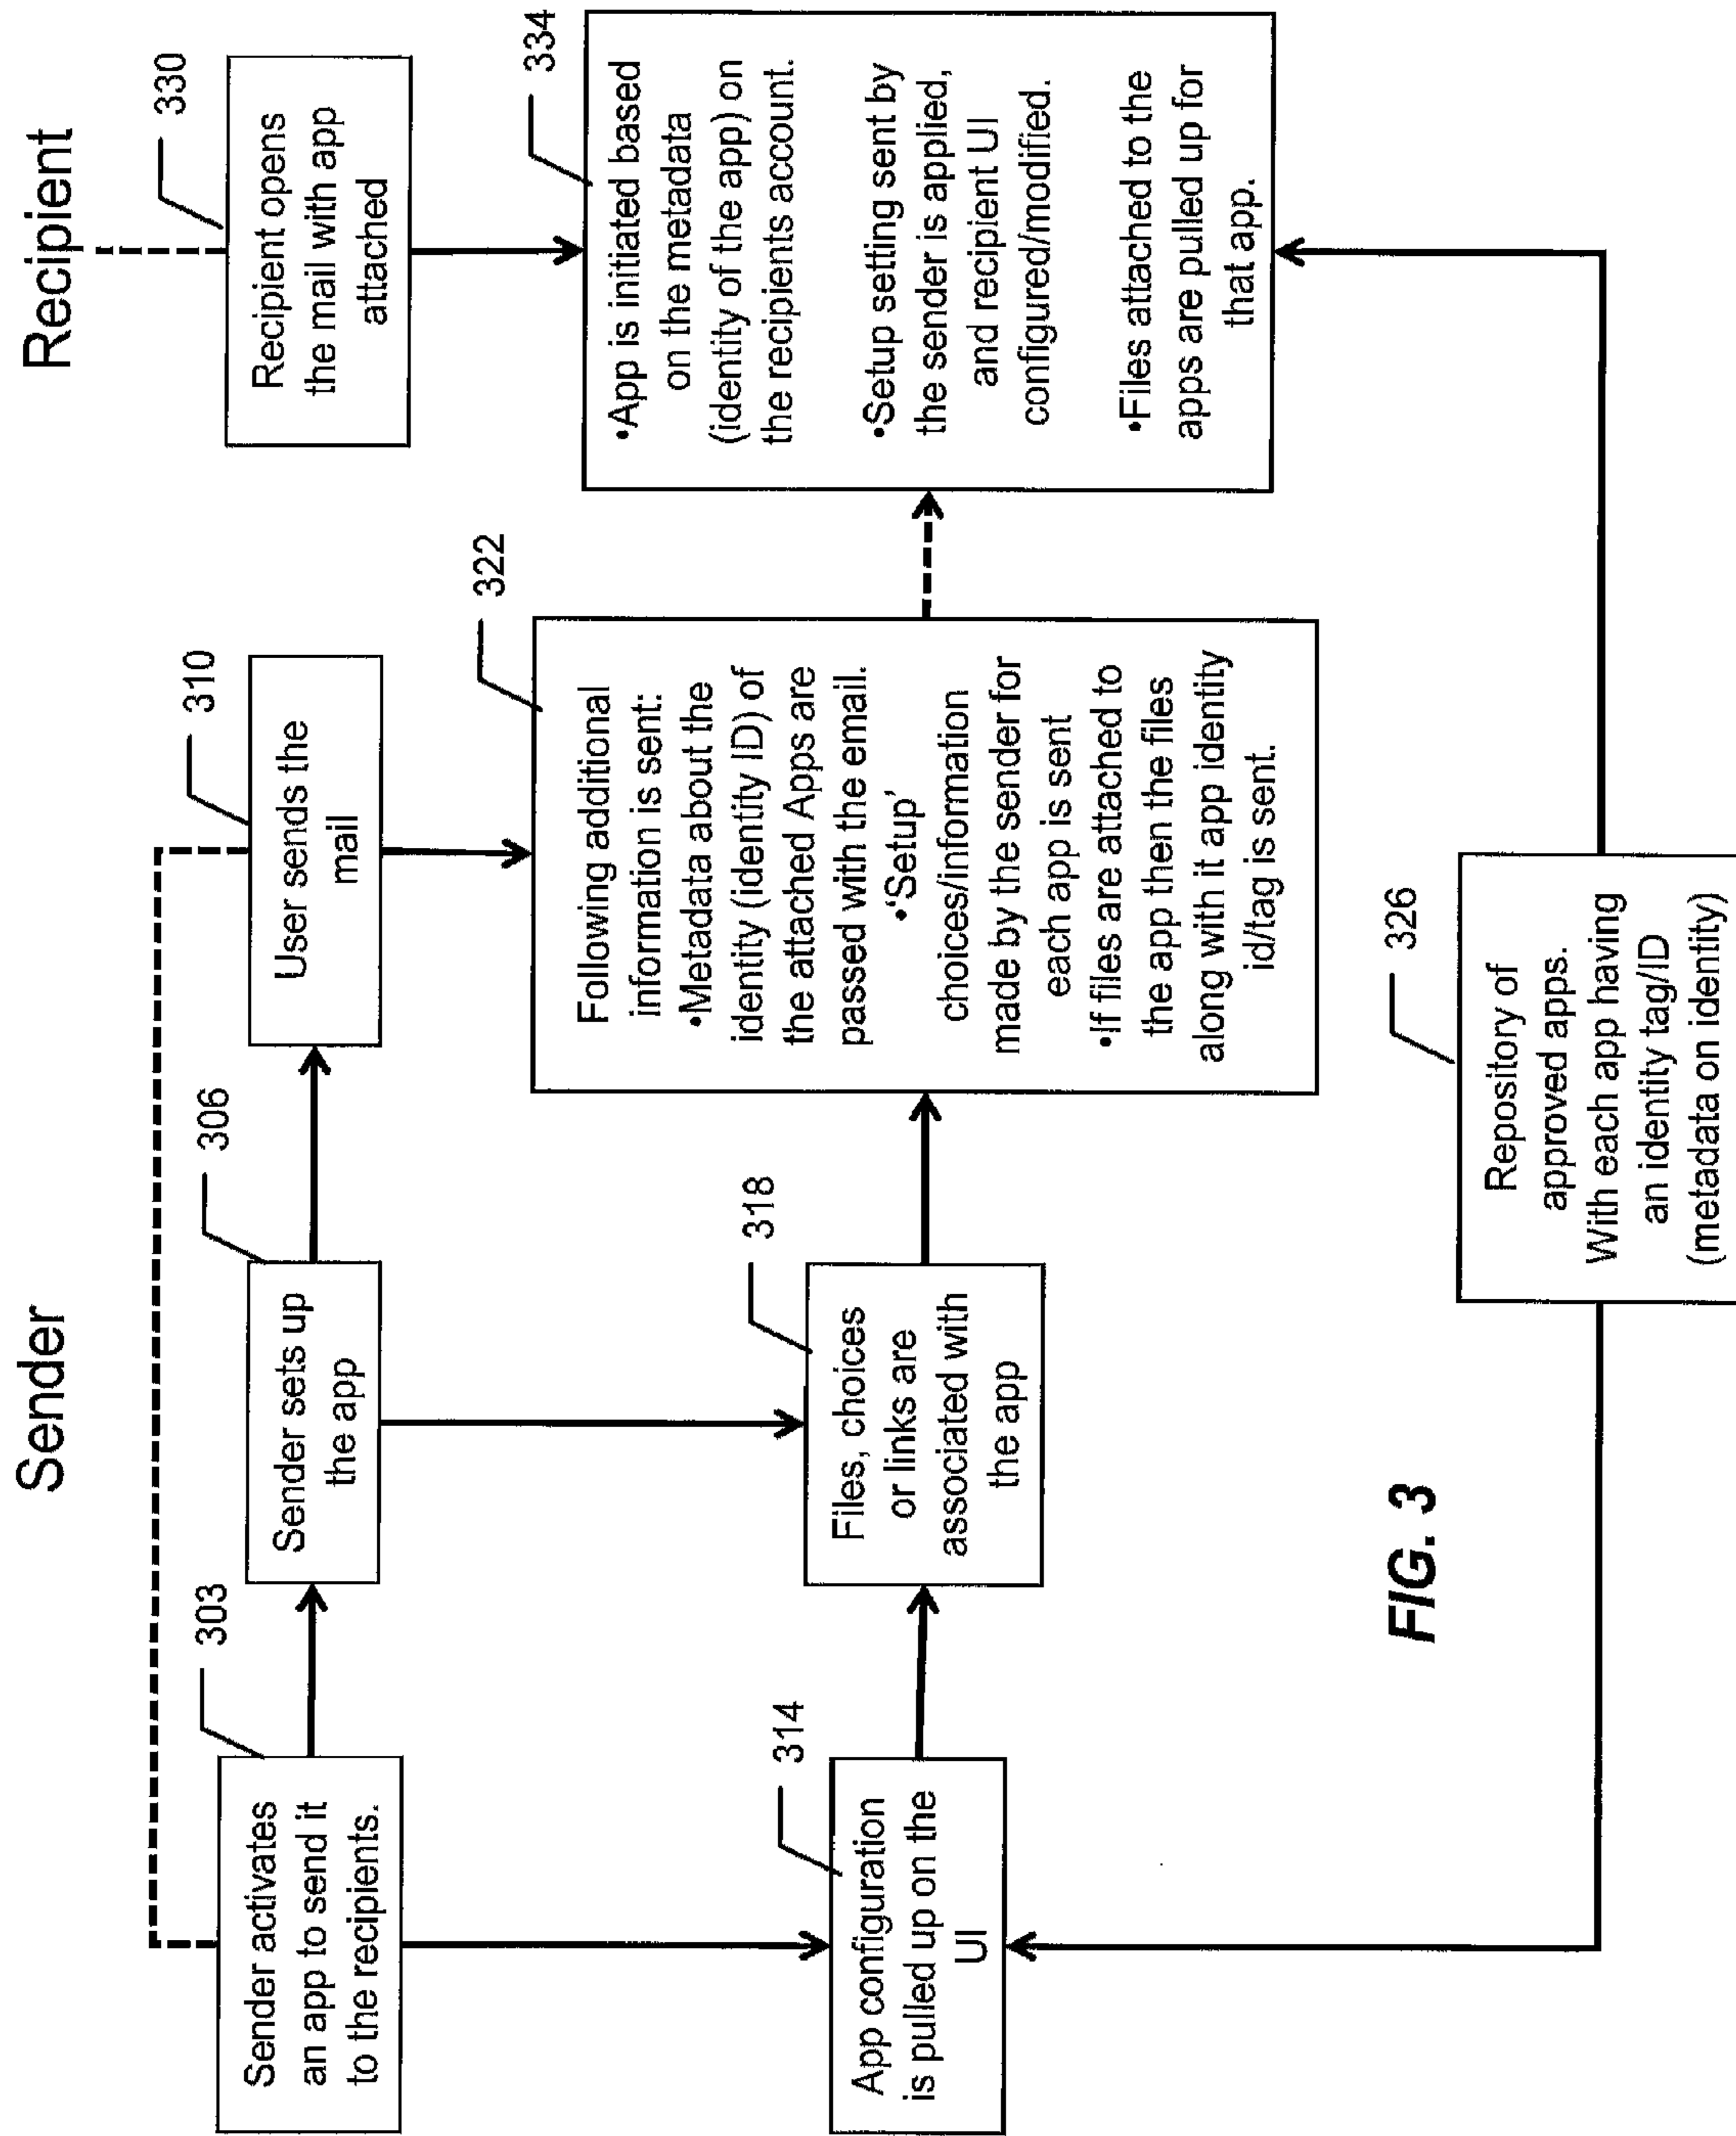 Sender
Recipient
303
Sender activates
an app to send it
to the recipients.
306
Sender sets up
the app
310
User sends the
mail
330
Recipient opens
the mail with app
attached
314
App configuration
is pulled up on the
UI
318
Files, choices
or links are
associated with
the app
322
Following additional
information is sent:
•Metadata about the
identity (identity ID) of
the attached Apps are
passed with the email.
•‘Setup’
choices/information
made by the sender for
each app is sent
•If files are attached to
the app then the files
along with it app identity
id/tag is sent.
334
•App is initiated based
on the metadata
(identity of the app) on
the recipients account.
•Setup setting sent by
the sender is applied,
and recipient UI
configured/modified.
•Files attached to the
apps are pulled up for
that app.
326
Repository of
approved apps.
With each app having
an identity tag/ID
(metadata on identity)
FIG. 3